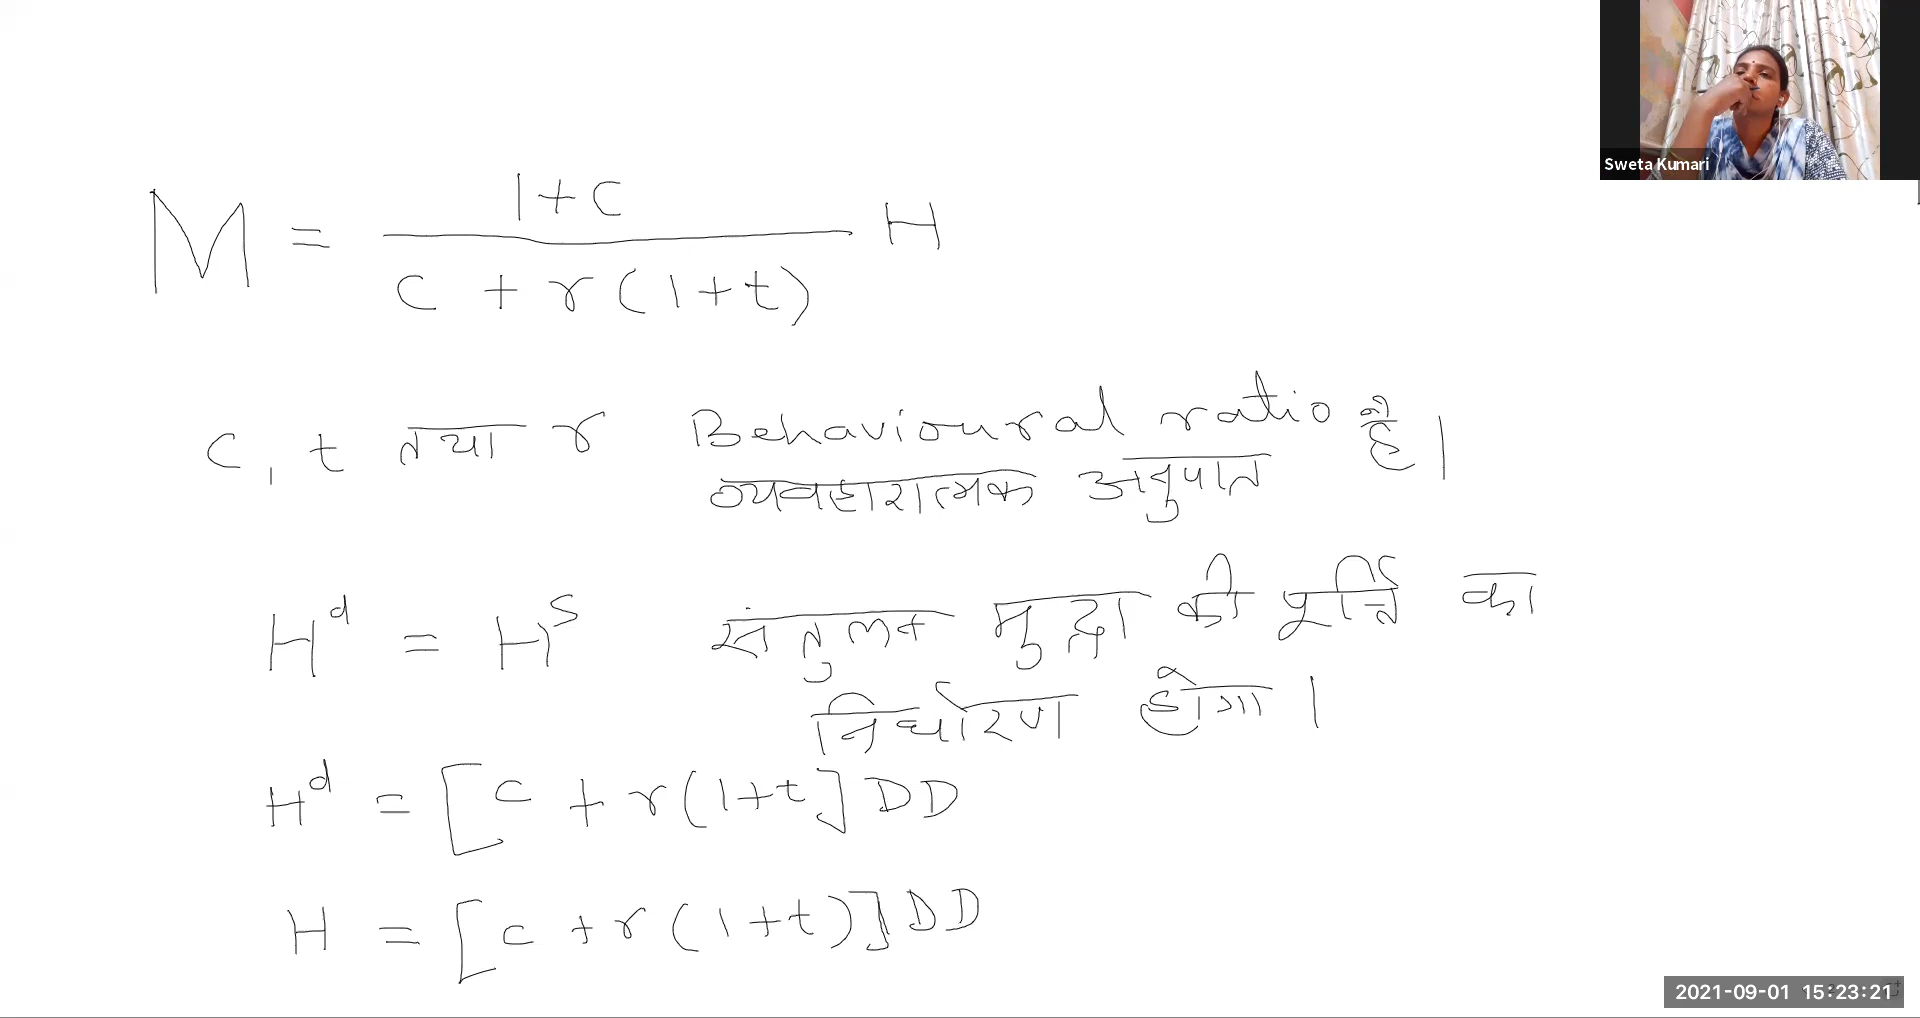 Sweta Kumari
M = 1+c / c + r(1+t) H
c, t तथा r Behavioural ratio है।
व्यवहारात्मक अनुपात
H^d = H^s संतुलन मुद्रा की पूर्ति का
निर्धारण होगा।
H^d = [c + r(1+t] DD
H = [c + r(1+t)] DD
2021-09-01 15:23:21